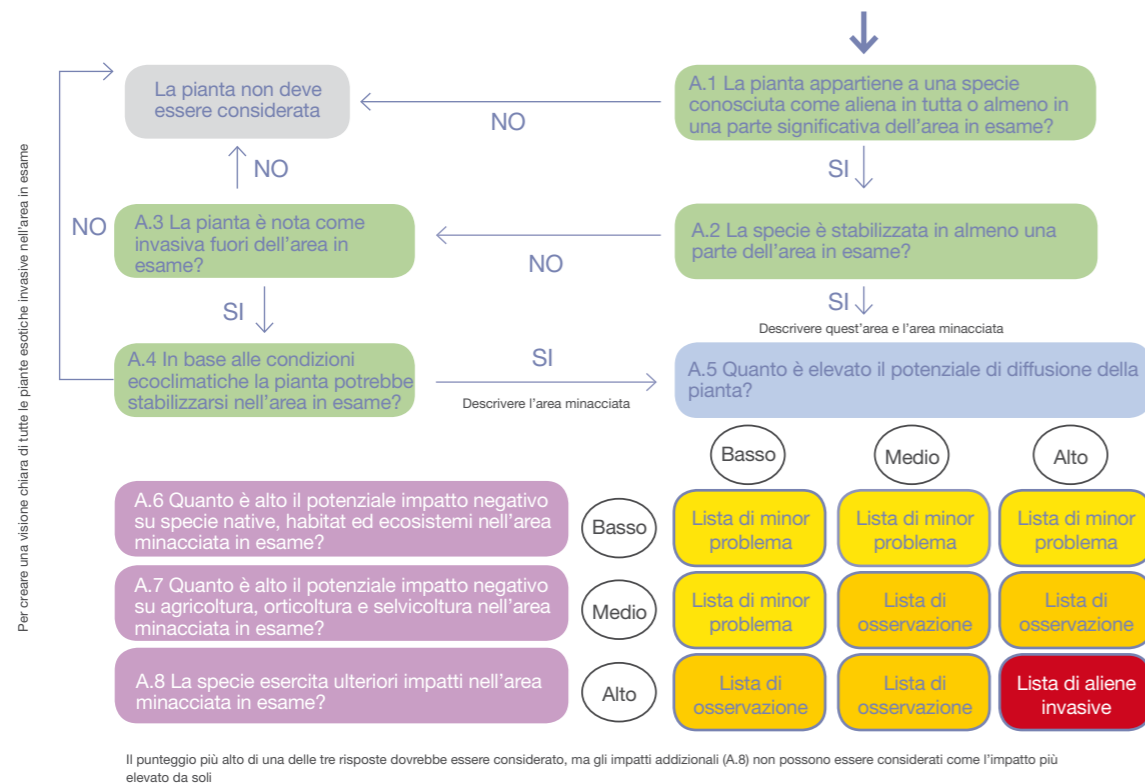 La pianta non deve
essere considerata
NO
A.1 La pianta appartiene a una specie
conosciuta come aliena in tutta o almeno in
una parte significativa dell'area in esame?
NO
SI
Per creare una visione chiara di tutte le piante esotiche invasive nell'area in esame
NO
A.3 La pianta è nota come
invasiva fuori dell'area in
esame?
NO
A.2 La specie è stabilizzata in almeno una
parte dell'area in esame?
SI
SI
Descrivere quest'area e l'area minacciata
A.4 In base alle condizioni
ecoclimatiche la pianta potrebbe
stabilizzarsi nell'area in esame?
SI
Descrivere l'area minacciata
A.5 Quanto è elevato il potenziale di diffusione della
pianta?
Basso
Medio
Alto
A.6 Quanto è alto il potenziale impatto negativo
su specie native, habitat ed ecosistemi nell'area
minacciata in esame?
Basso
Lista di minor
problema
Lista di minor
problema
Lista di minor
problema
A.7 Quanto è alto il potenziale impatto negativo
su agricoltura, orticoltura e selvicoltura nell'area
minacciata in esame?
Medio
Lista di minor
problema
Lista di
osservazione
Lista di
osservazione
A.8 La specie esercita ulteriori impatti nell'area
minacciata in esame?
Alto
Lista di
osservazione
Lista di
osservazione
Lista di aliene
invasive
Il punteggio più alto di una delle tre risposte dovrebbe essere considerato, ma gli impatti addizionali (A.8) non possono essere considerati come l'impatto più
elevato da soli